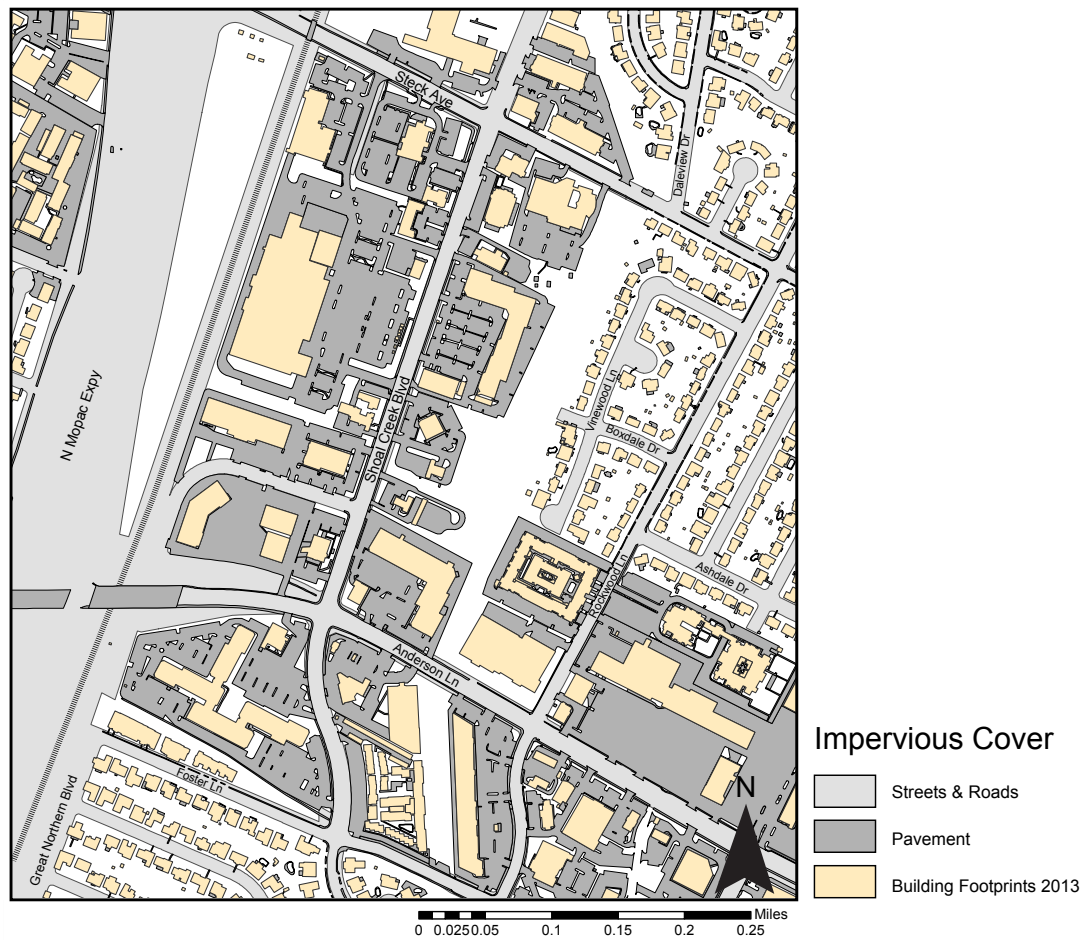 Steck Ave
Daleview Dr
N Mopac Expy
Shoal Creek Blvd
Vinewood Ln
Boxdale Dr
Ashdale Dr
Rockwood Ln
Anderson Ln
Foster Ln
Great Northern Blvd
Impervious Cover
Streets & Roads
Pavement
Building Footprints 2013
N
Miles
0 0.025 0.05 0.1 0.15 0.2 0.25